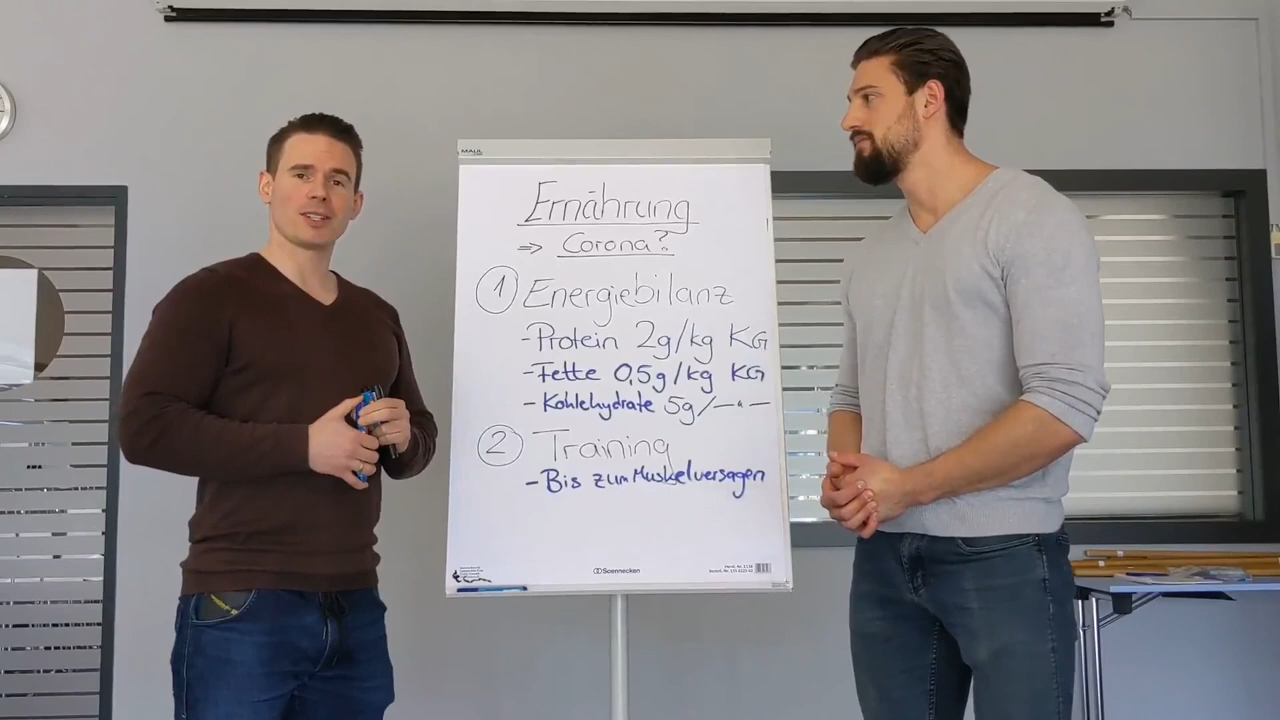 MAUL
Ernährung
⇒ Corona?
① Energiebilanz
- Protein 2g/kg KG
- Fette 0,5g/kg KG
- Kohlehydrate 5g/—"—
② Training
- Bis zum Muskelversagen
Soennecken